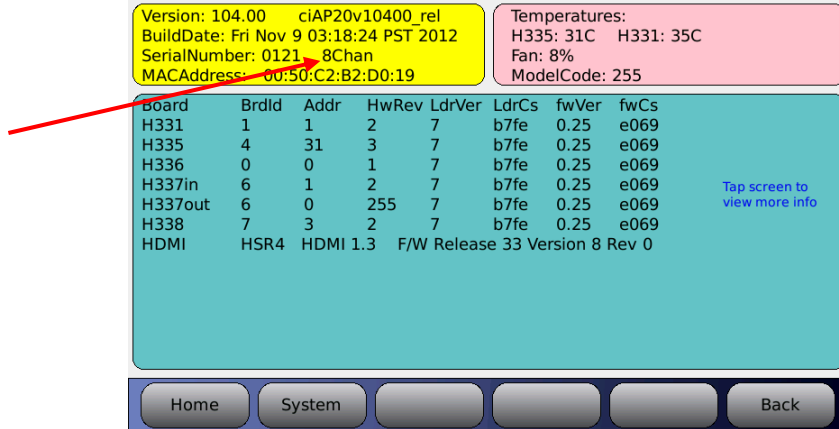 Version: 104.00 ciAP20v10400_rel
BuildDate: Fri Nov 9 03:18:24 PST 2012
SerialNumber: 0121 8Chan
MACAddress: 00:50:C2:B2:D0:19
Temperatures:
H335: 31C H331: 35C
Fan: 8%
ModelCode: 255
Board BrdId Addr HwRev LdrVer LdrCs fwVer fwCs
H331 1 1 2 7 b7fe 0.25 e069
H335 4 31 3 7 b7fe 0.25 e069
H336 0 0 1 7 b7fe 0.25 e069
H337in 6 1 2 7 b7fe 0.25 e069
H337out 6 0 255 7 b7fe 0.25 e069
H338 7 3 2 7 b7fe 0.25 e069
HDMI HSR4 HDMI 1.3 F/W Release 33 Version 8 Rev 0
Tap screen to
view more info
Home System Back